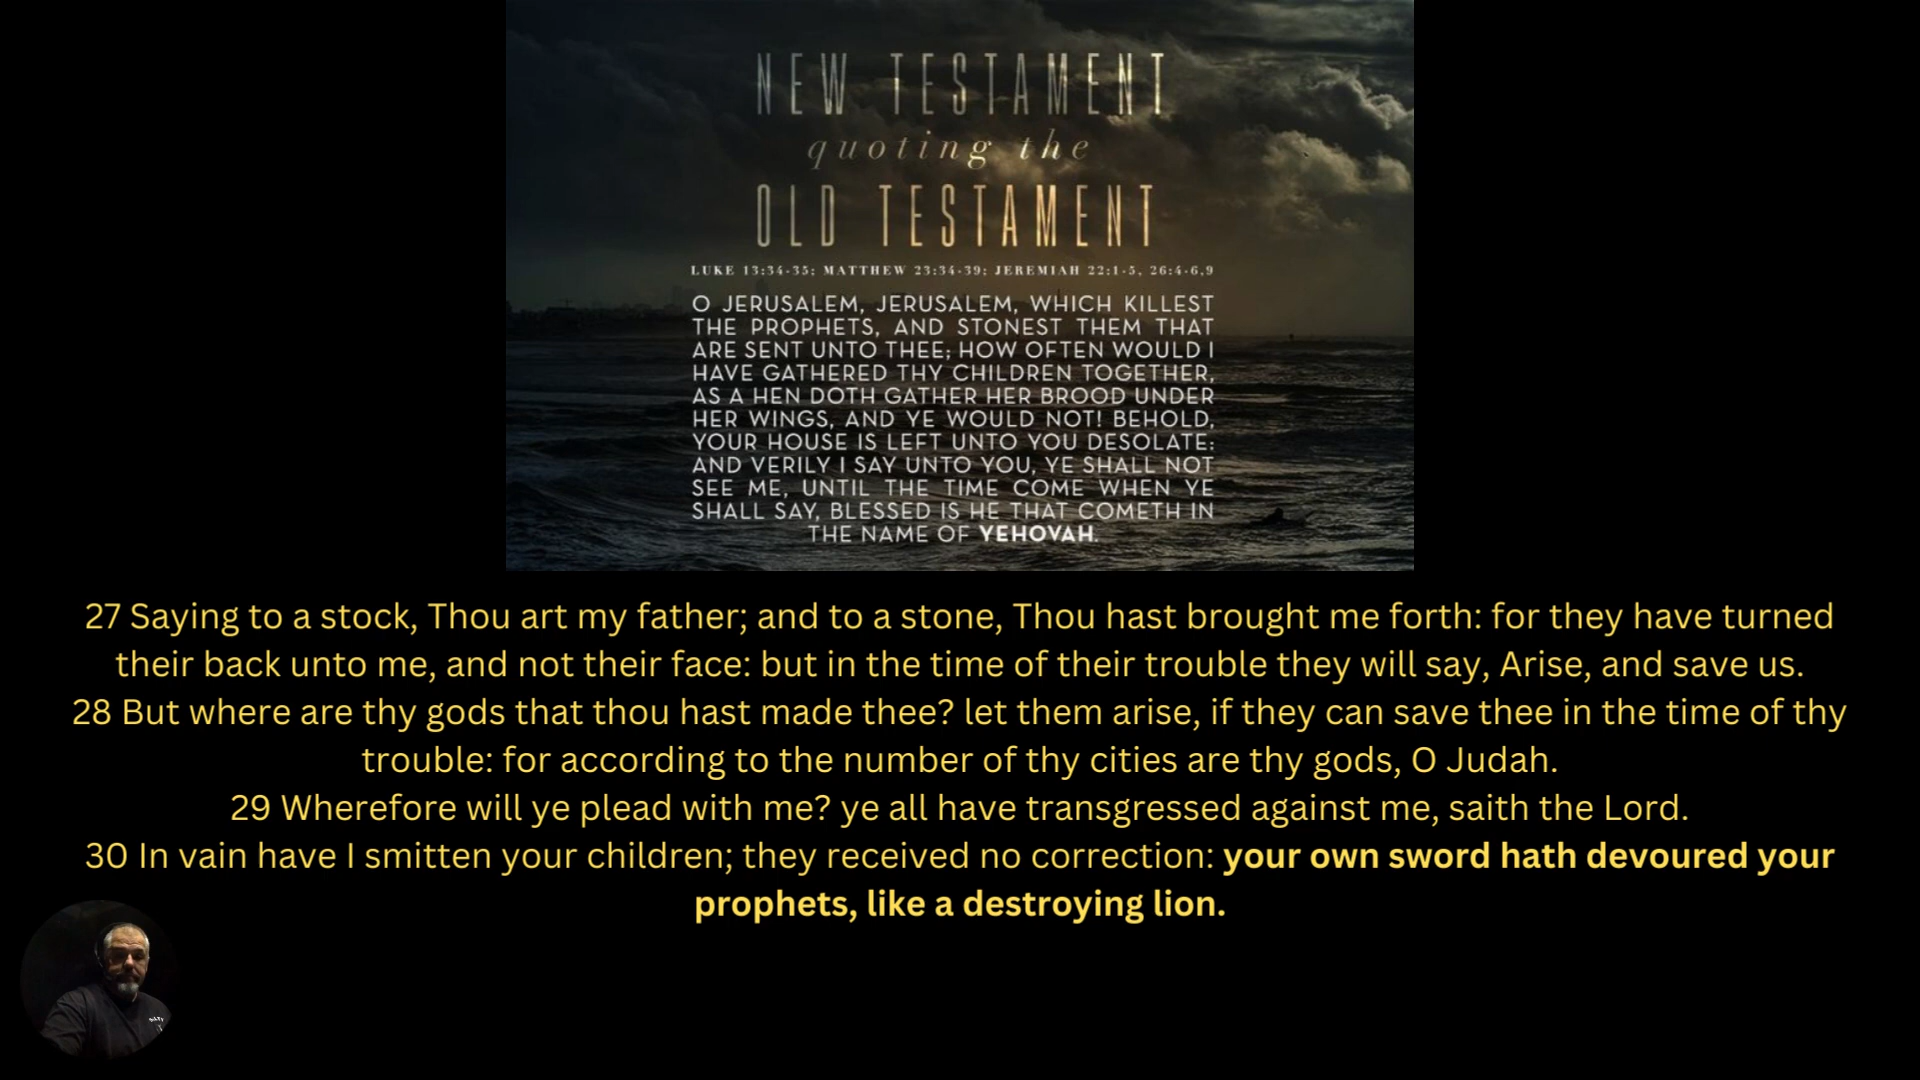 NEW TESTAMENT
quoting the
OLD TESTAMENT
LUKE 13:34-35; MATTHEW 23:34-39; JEREMIAH 22:1-5, 26:4-6,9
O JERUSALEM, JERUSALEM, WHICH KILLEST
THE PROPHETS, AND STONEST THEM THAT
ARE SENT UNTO THEE; HOW OFTEN WOULD I
HAVE GATHERED THY CHILDREN TOGETHER,
AS A HEN DOTH GATHER HER BROOD UNDER
HER WINGS, AND YE WOULD NOT! BEHOLD,
YOUR HOUSE IS LEFT UNTO YOU DESOLATE:
AND VERILY I SAY UNTO YOU, YE SHALL NOT
SEE ME, UNTIL THE TIME COME WHEN YE
SHALL SAY, BLESSED IS HE THAT COMETH IN
THE NAME OF YEHOVAH.
27 Saying to a stock, Thou art my father; and to a stone, Thou hast brought me forth: for they have turned
their back unto me, and not their face: but in the time of their trouble they will say, Arise, and save us.
28 But where are thy gods that thou hast made thee? let them arise, if they can save thee in the time of thy
trouble: for according to the number of thy cities are thy gods, O Judah.
29 Wherefore will ye plead with me? ye all have transgressed against me, saith the Lord.
30 In vain have I smitten your children; they received no correction: your own sword hath devoured your
prophets, like a destroying lion.